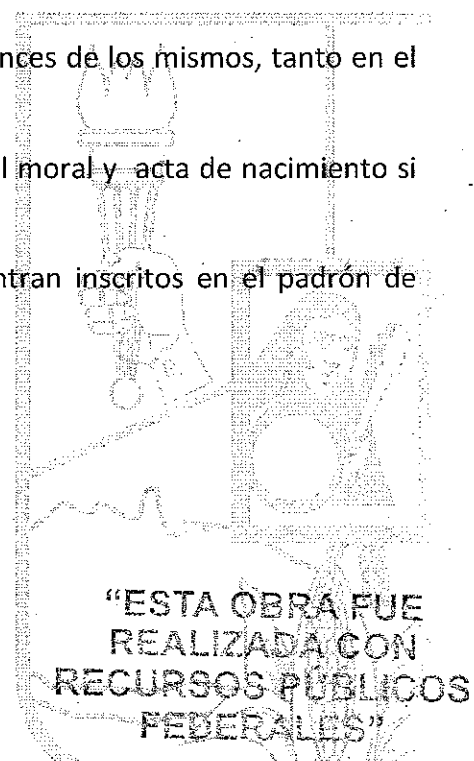 nces de los mismos, tanto en el
l moral y acta de nacimiento si
ntran inscritos en el padrón de
“ESTA OBRA FUE
REALIZADA CON
RECURSOS PÚBLICOS
FEDERALES”